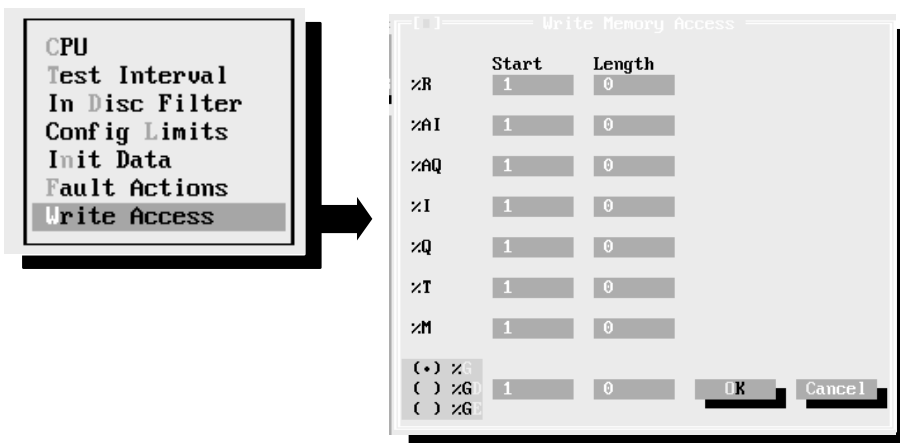 CPU
Test Interval
In Disc Filter
Config Limits
Init Data
Fault Actions
Write Access
[■] Write Memory Access
Start Length
%R 1 0
%AI 1 0
%AQ 1 0
%I 1 0
%Q 1 0
%T 1 0
%M 1 0
(•) %G
( ) %GD 1 0 OK Cancel
( ) %GE